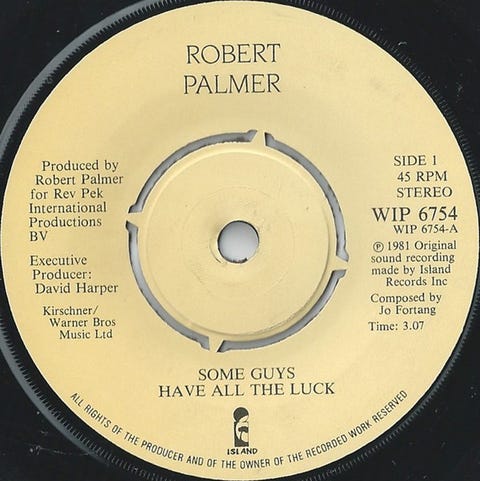 ROBERT
PALMER
Produced by
Robert Palmer
for Rev Pek
International
Productions
BV
Executive
Producer:
David Harper
Kirschner/
Warner Bros
Music Ltd
SIDE 1
45 RPM
STEREO
WIP 6754
WIP 6754-A
℗ 1981 Original
sound recording
made by Island
Records Inc
Composed by
Jo Fortang
Time: 3.07
SOME GUYS
HAVE ALL THE LUCK
ISLAND
ALL RIGHTS OF THE PRODUCER AND OF THE OWNER OF THE RECORDED WORK RESERVED